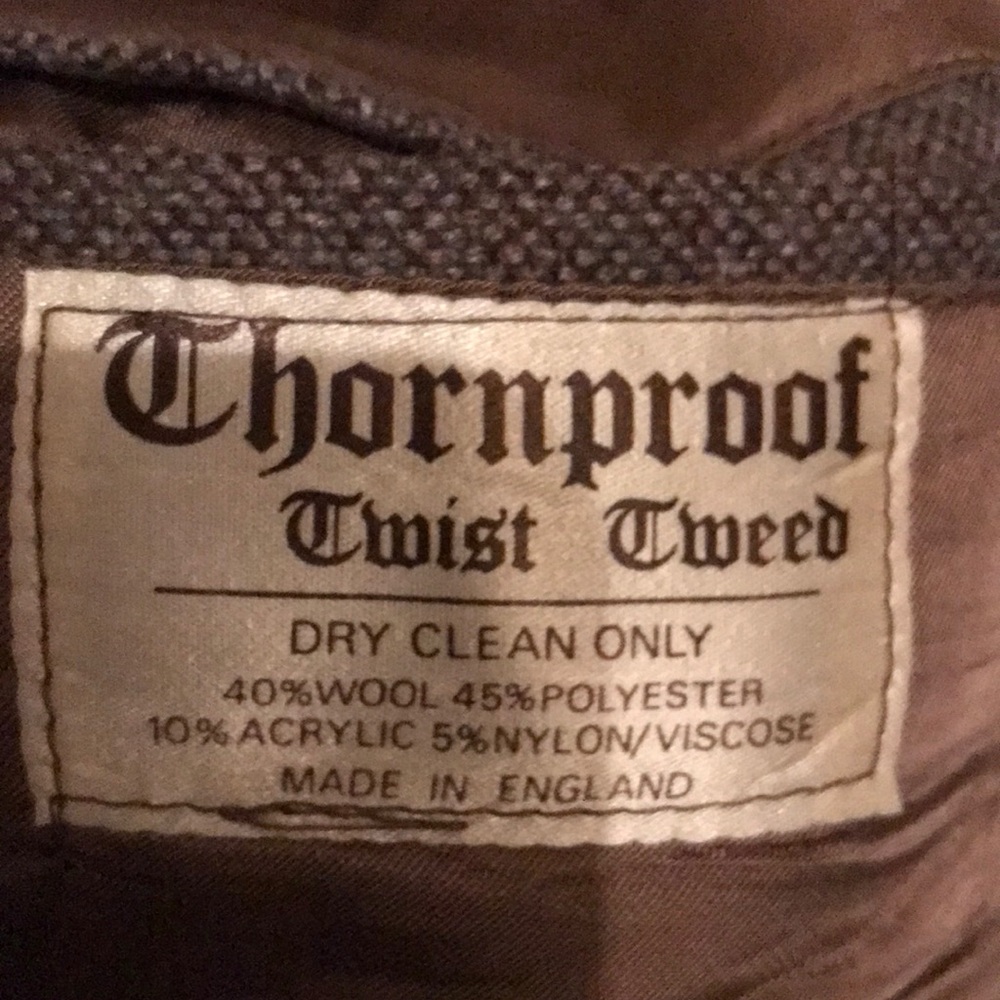 Thornproof
Twist Tweed
DRY CLEAN ONLY
40%WOOL 45%POLYESTER
10%ACRYLIC 5%NYLON/VISCOSE
MADE IN ENGLAND